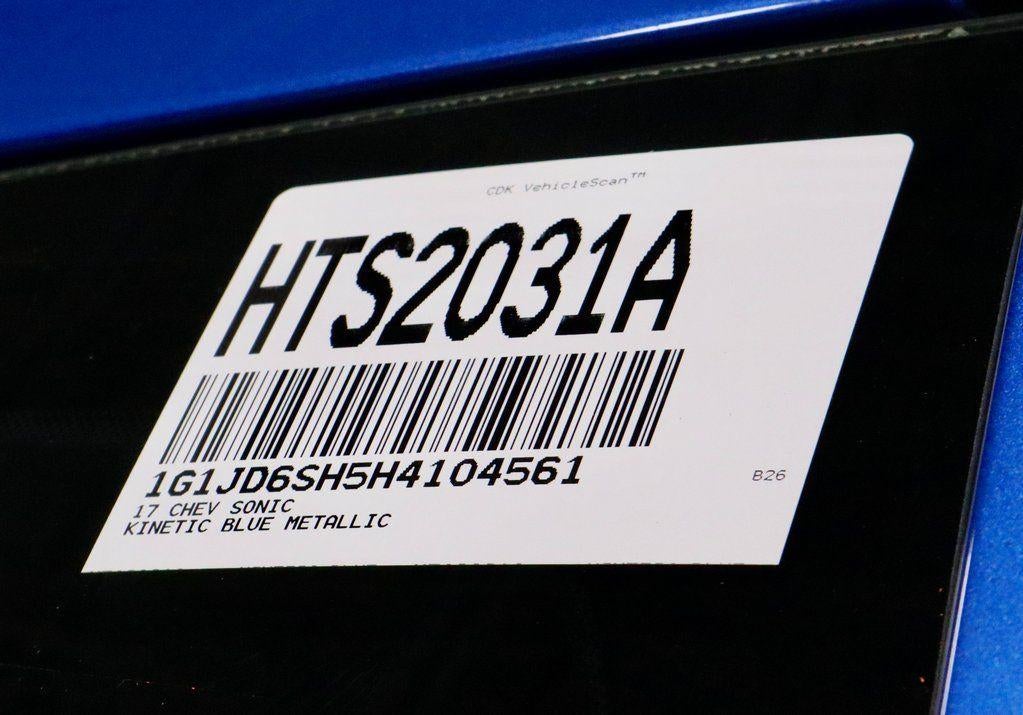 CDK VehicleScan™
HTS2031A
1G1JD6SH5H4104561
17 CHEV SONIC
KINETIC BLUE METALLIC
B26